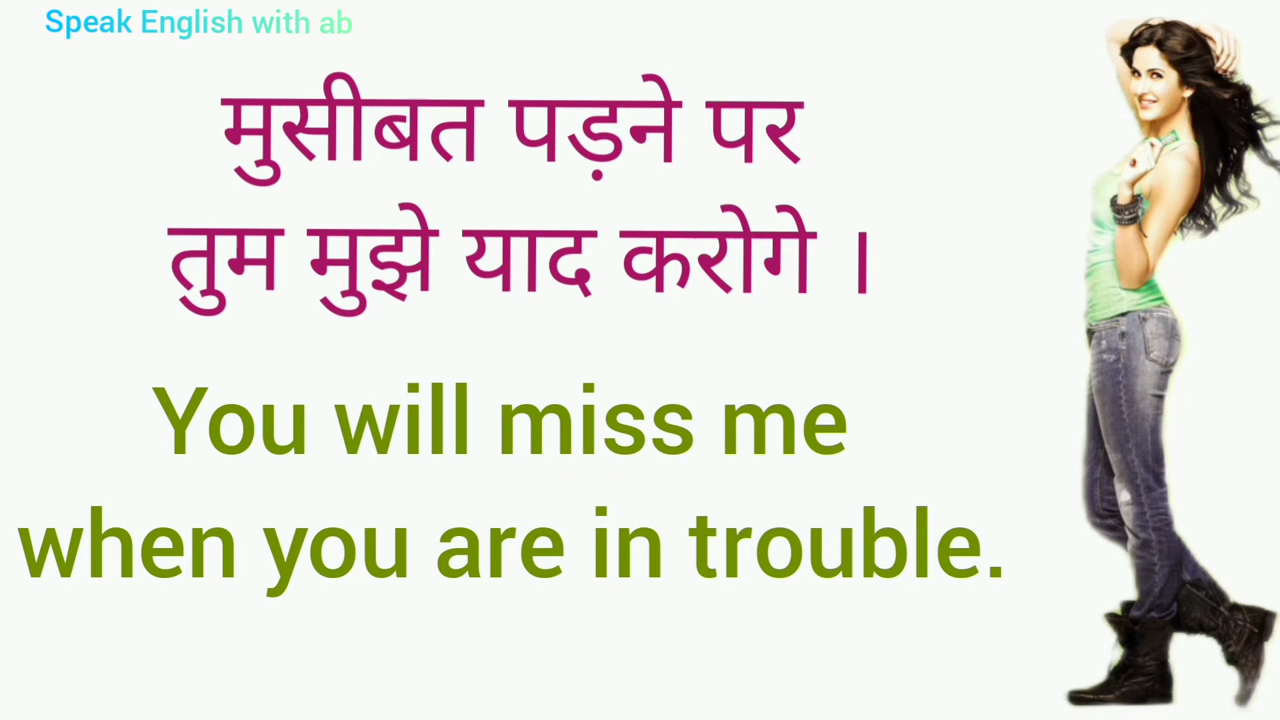 Speak English with ab
मुसीबत पड़ने पर
तुम मुझे याद करोगे ।
You will miss me
when you are in trouble.